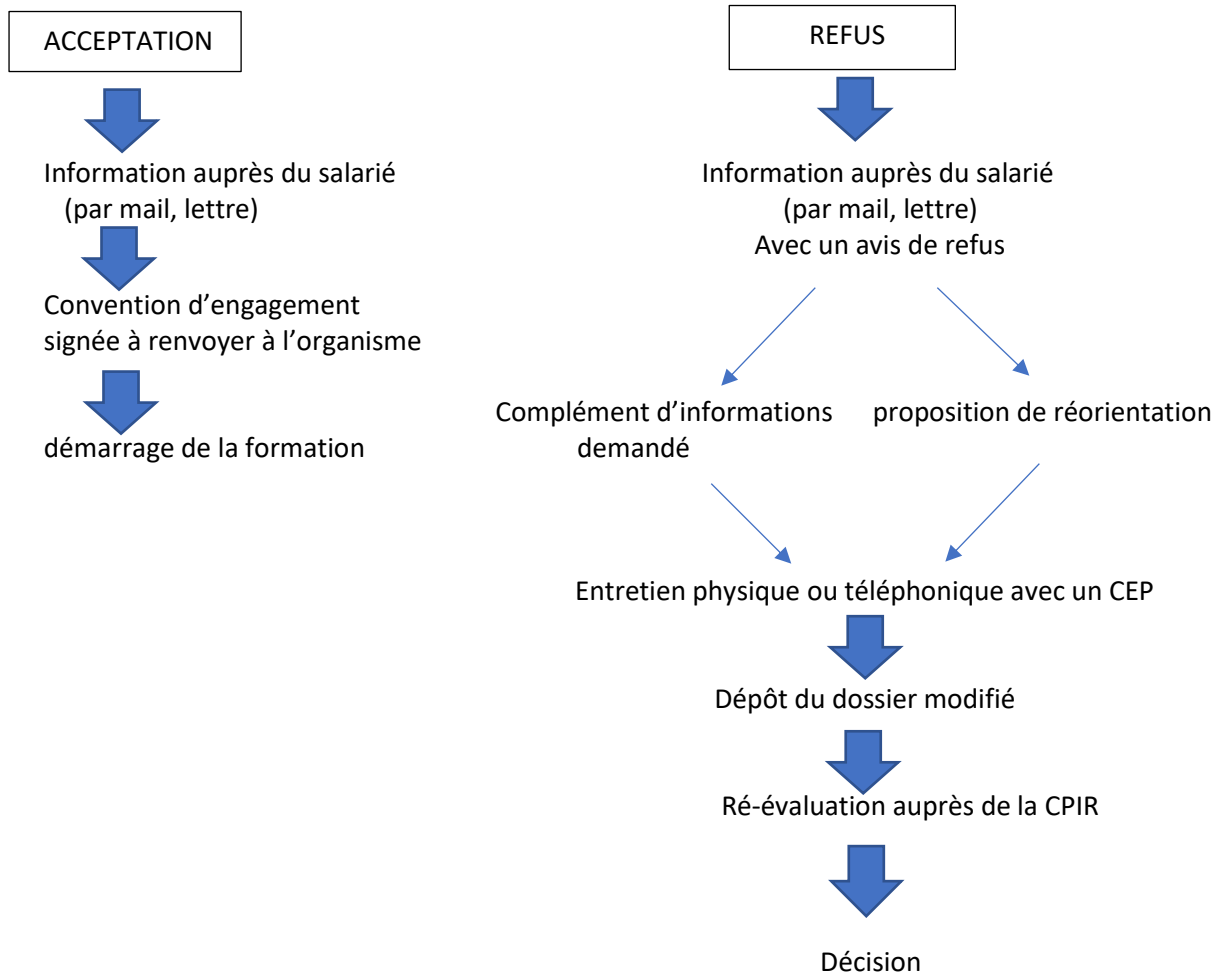 ACCEPTATION
Information auprès du salarié
(par mail, lettre)
Convention d’engagement
signée à renvoyer à l’organisme
démarrage de la formation
REFUS
Information auprès du salarié
(par mail, lettre)
Avec un avis de refus
Complément d’informations
demandé
proposition de réorientation
Entretien physique ou téléphonique avec un CEP
Dépôt du dossier modifié
Ré-évaluation auprès de la CPIR
Décision